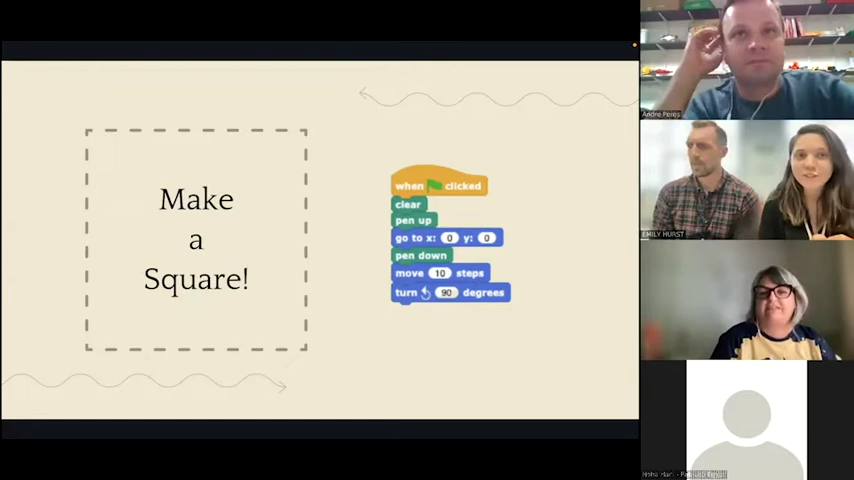 Make
a
Square!
when clicked
clear
pen up
go to x: 0 y: 0
pen down
move 10 steps
turn 90 degrees
Andre Peres
EMILY HURST